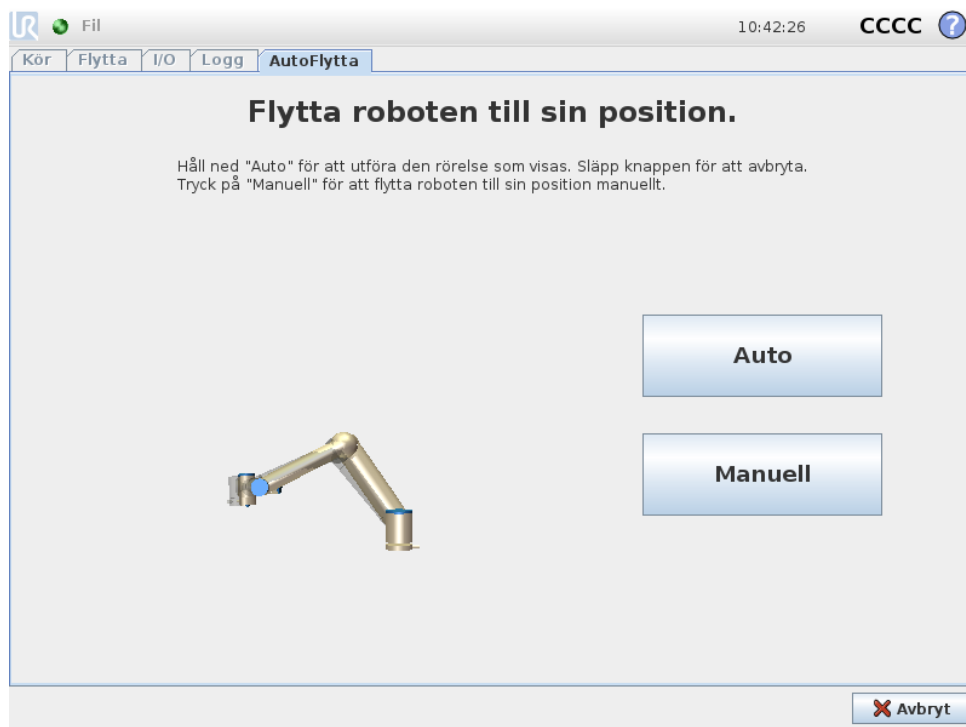 UR Fil 10:42:26 CCCC ?
Kör Flytta I/O Logg AutoFlytta
Flytta roboten till sin position.
Håll ned "Auto" för att utföra den rörelse som visas. Släpp knappen för att avbryta.
Tryck på "Manuell" för att flytta roboten till sin position manuellt.
Auto
Manuell
Avbryt